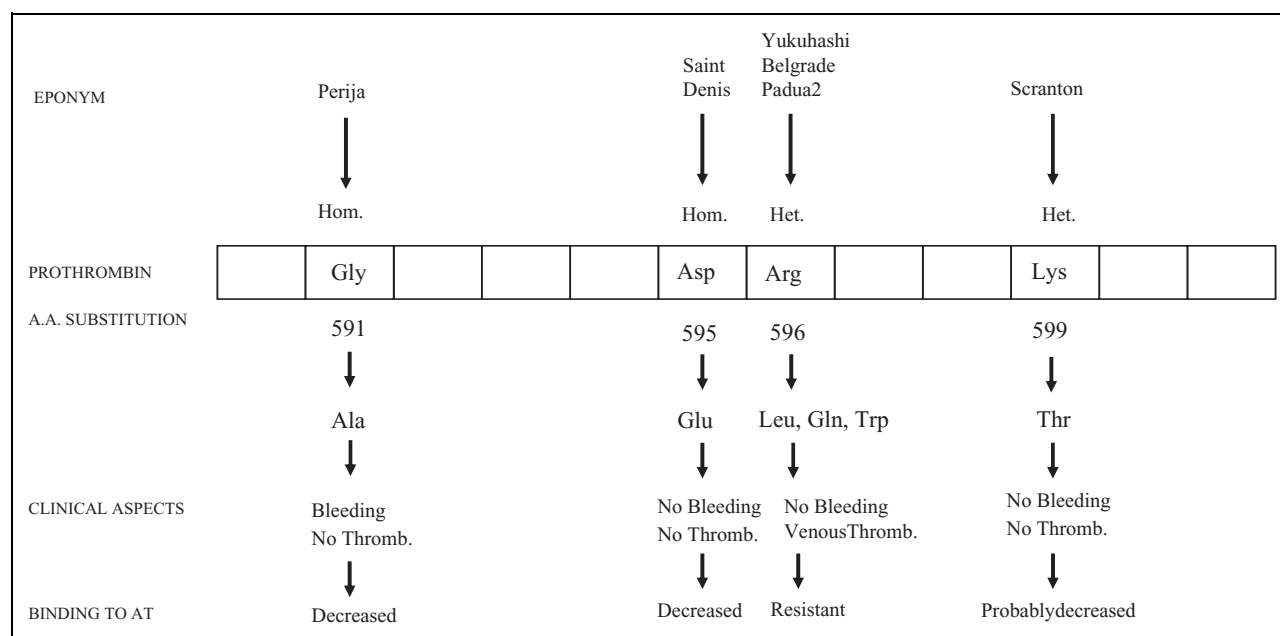 EPONYM
Perija
Saint
Denis
Yukuhashi
Belgrade
Padua2
Scranton
Hom.
Hom.
Het.
Het.
PROTHROMBIN
Gly
Asp
Arg
Lys
A.A. SUBSTITUTION
591
595
596
599
Ala
Glu
Leu, Gln, Trp
Thr
CLINICAL ASPECTS
Bleeding
No Thromb.
No Bleeding
No Thromb.
No Bleeding
VenousThromb.
No Bleeding
No Thromb.
BINDING TO AT
Decreased
Decreased
Resistant
Probablydecreased